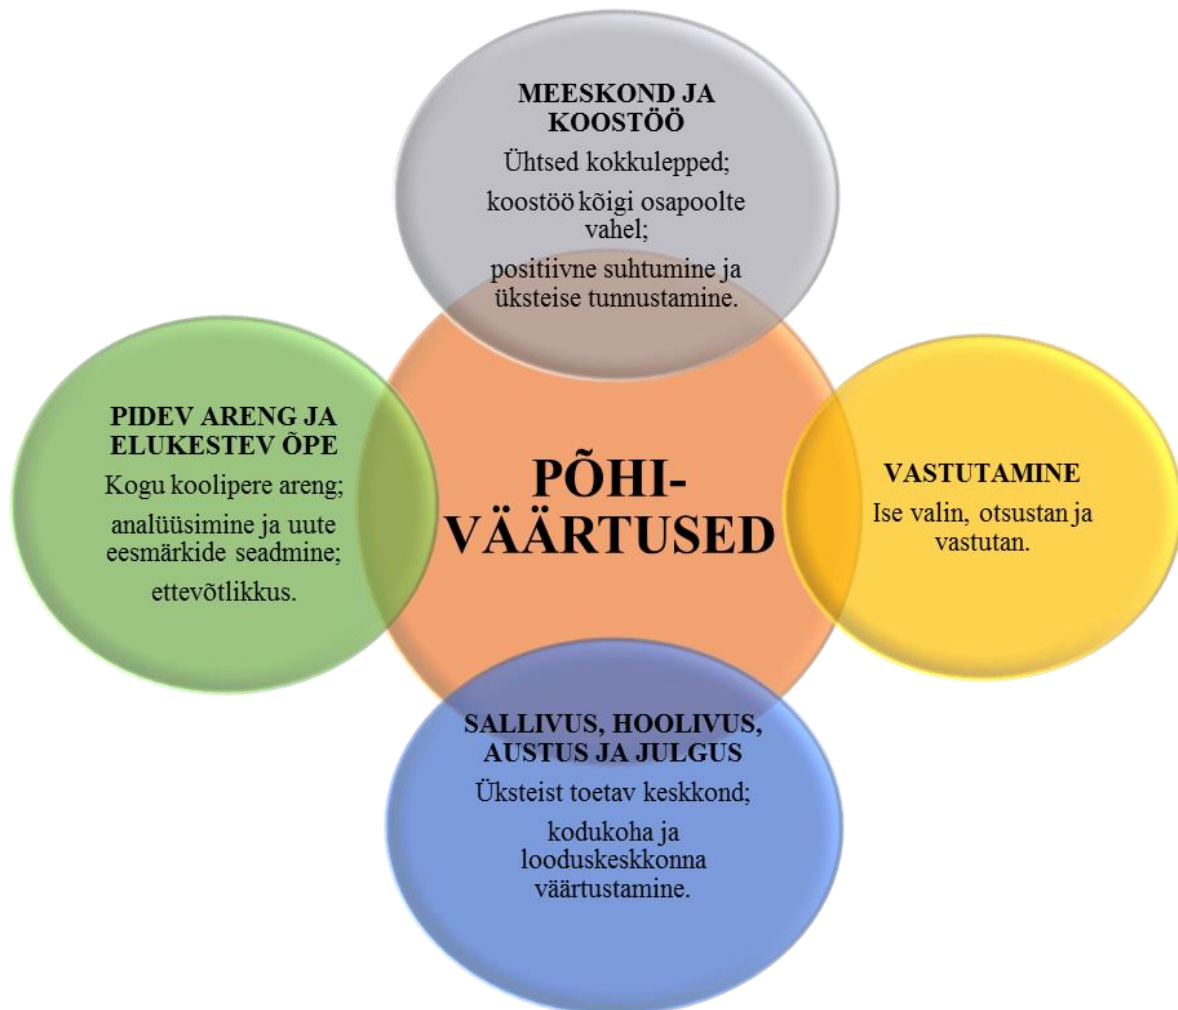 MEESKOND JA
KOOSTÖÖ
Ühtsed kokkulepped;
koostöö kõigi osapoolte
vahel;
positiivne suhtumine ja
üksteise tunnustamine.
PIDEV ARENG JA
ELUKESTEV ÕPE
Kogu koolipere areng;
analüüsimine ja uute
eesmärkide seadmine;
ettevõtlikkus.
PÕHI-
VÄÄRTUSED
VASTUTAMINE
Ise valin, otsustan ja
vastutan.
SALLIVUS, HOOLIVUS,
AUSTUS JA JULGUS
Üksteist toetav keskkond;
kodukoha ja
looduskeskkonna
väärtustamine.